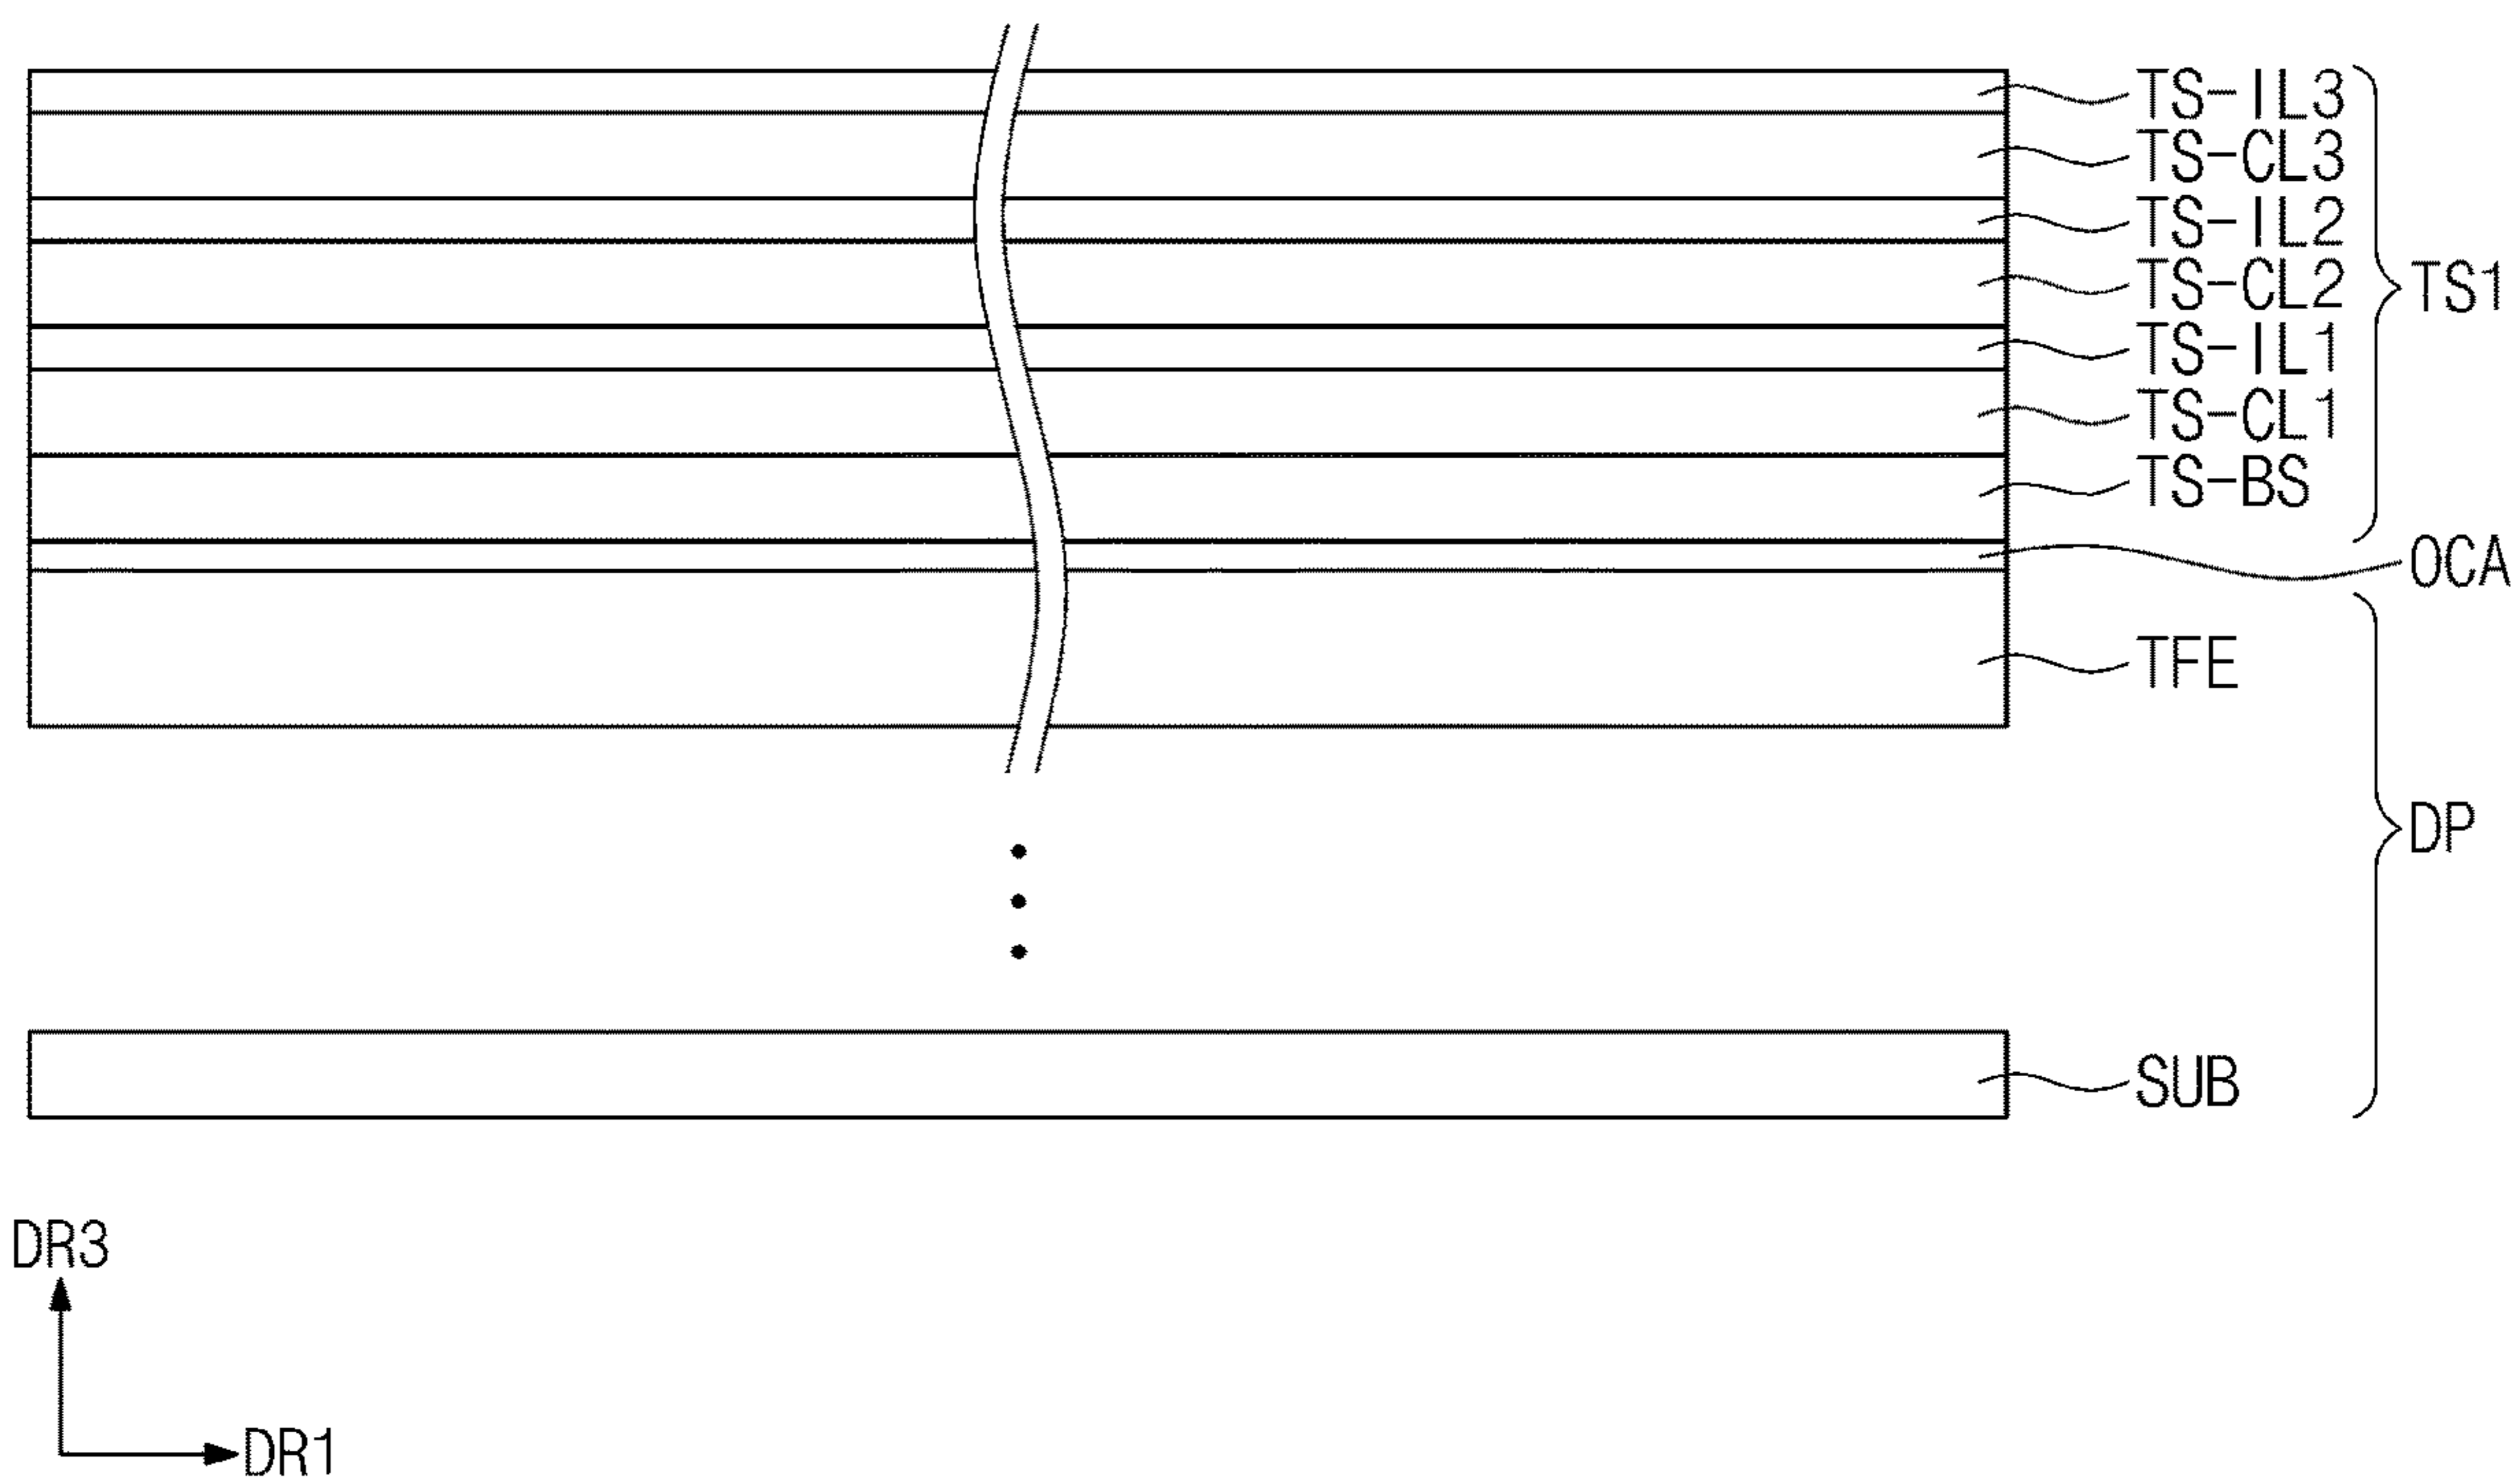 TS-IL3
TS-CL3
TS-IL2
TS-CL2
TS1
TS-IL1
TS-CL1
TS-BS
OCA
TFE
DP
SUB
DR3
DR1